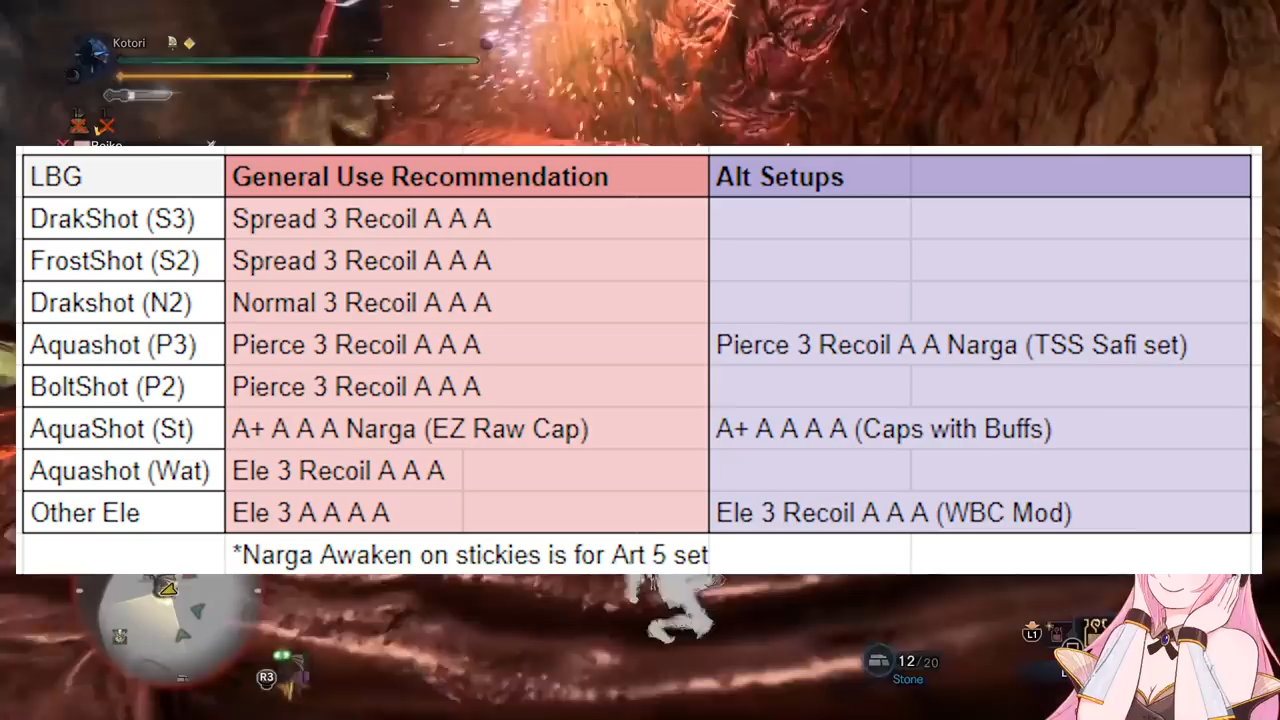 Kotori
LBG General Use Recommendation Alt Setups
DrakShot (S3) Spread 3 Recoil A A A
FrostShot (S2) Spread 3 Recoil A A A
Drakshot (N2) Normal 3 Recoil A A A
Aquashot (P3) Pierce 3 Recoil A A A Pierce 3 Recoil A A Narga (TSS Safi set)
BoltShot (P2) Pierce 3 Recoil A A A
AquaShot (St) A+ A A A Narga (EZ Raw Cap) A+ A A A A (Caps with Buffs)
Aquashot (Wat) Ele 3 Recoil A A A
Other Ele Ele 3 A A A A Ele 3 Recoil A A A (WBC Mod)
*Narga Awaken on stickies is for Art 5 set
L1
12/20
R3
Stone